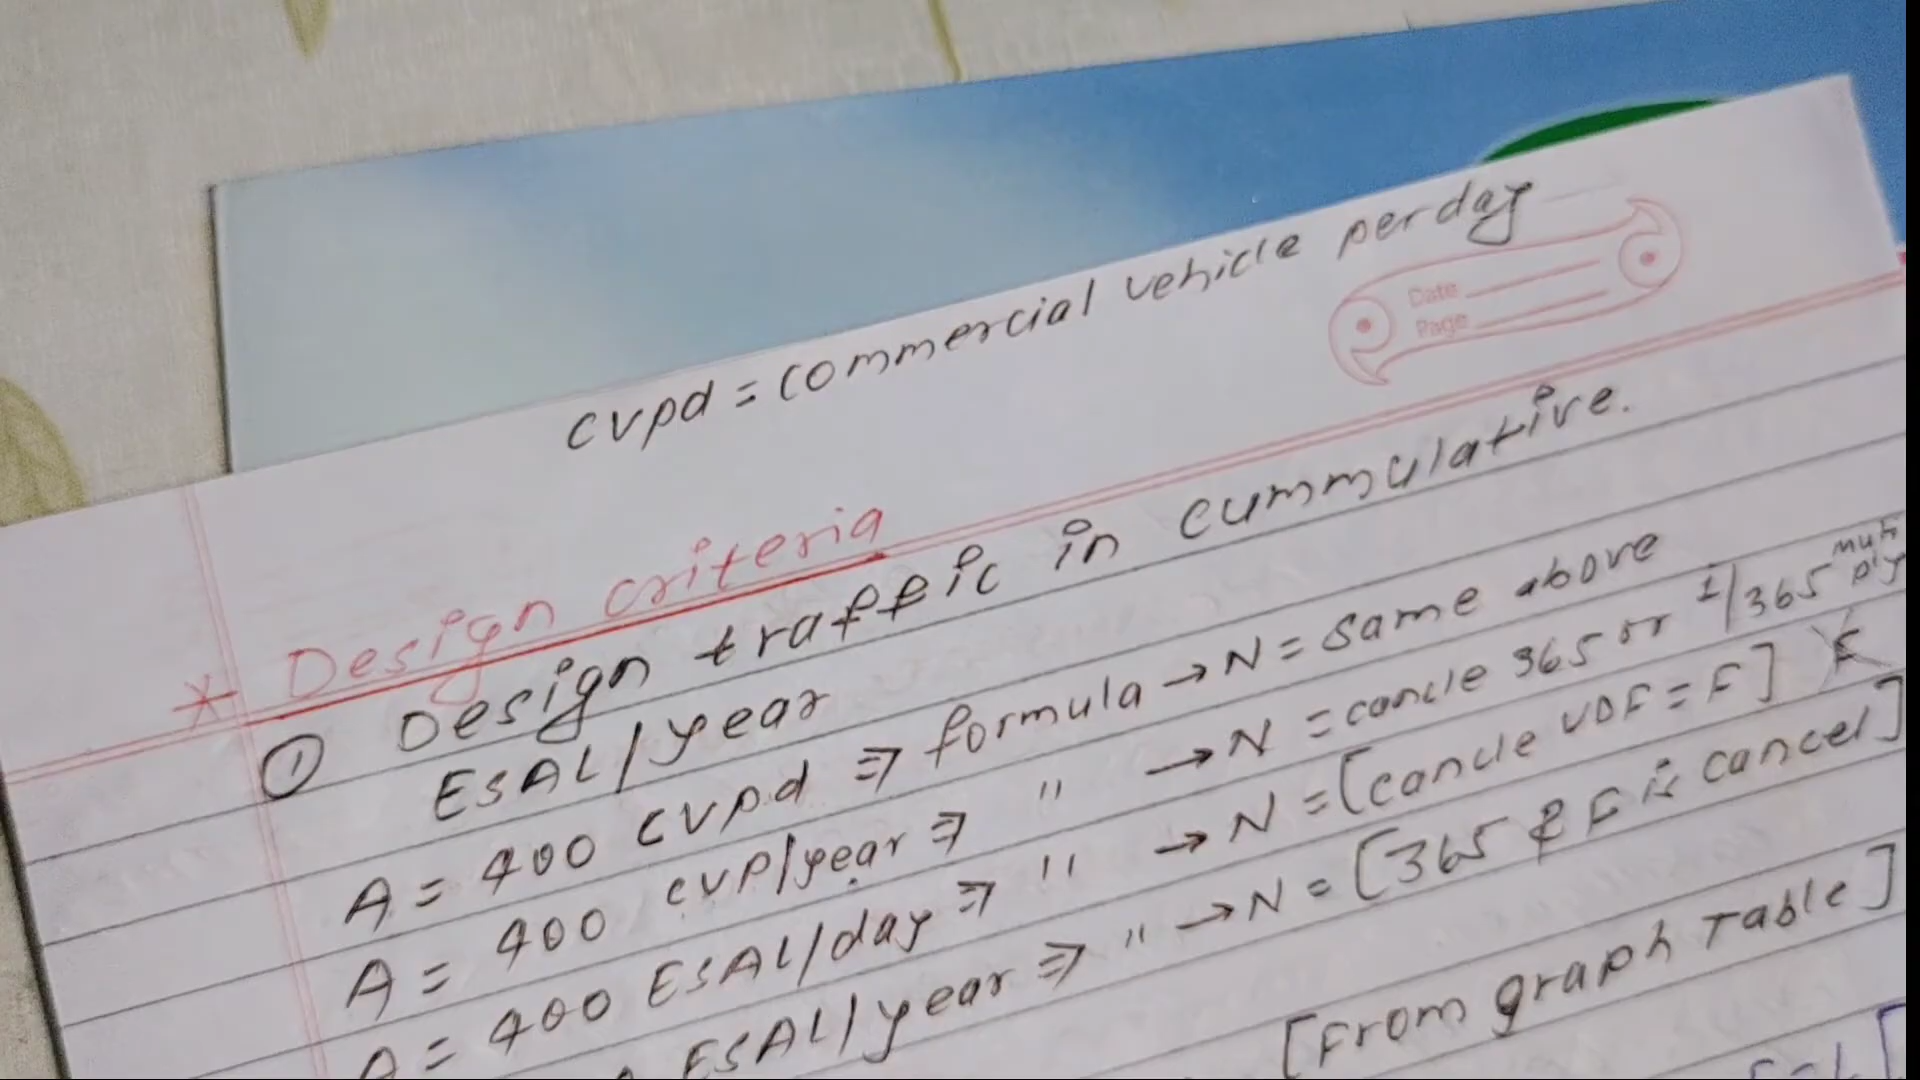 cvpd = commercial vehicle per day
Date
Page
* Design criteria
① Design traffic in cummulative.
ESAL/year
A = 400 cvpd ⇒ formula → N = same above
A = 400 cvp/year ⇒ " → N = cancle 365 or 1/365 multi ply
A = 400 ESAL/day ⇒ " → N = [cancle VDF = F]
ESAL/year ⇒ " → N = [365 & F is cancel]
[From graph Table]